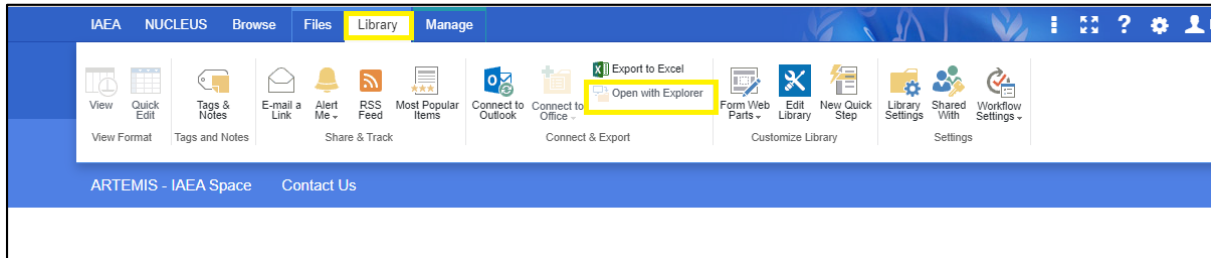 IAEA NUCLEUS Browse Files Library Manage
Export to Excel
Open with Explorer
View Quick Edit Tags & Notes E-mail a Link Alert Me RSS Feed Most Popular Items Connect to Outlook Connect to Office Form Web Parts Edit Library New Quick Step Library Settings Shared With Workflow Settings
View Format Tags and Notes Share & Track Connect & Export Customize Library Settings
ARTEMIS - IAEA Space Contact Us